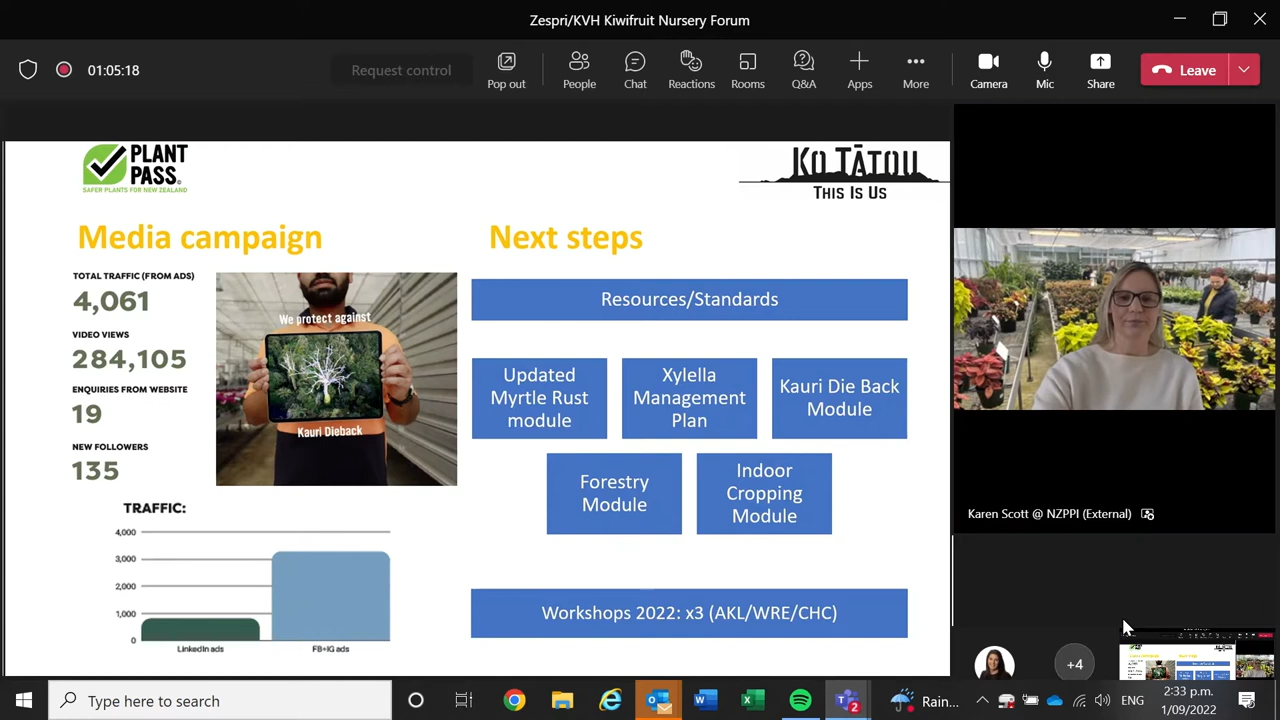 Zespri/KVH Kiwifruit Nursery Forum
01:05:18
Request control
Pop out
People
Chat
Reactions
Rooms
Q&A
Apps
More
Camera
Mic
Share
Leave
PLANT
PASS
SAFER PLANTS FOR NEW ZEALAND
KO TĀTOU
THIS IS US
Media campaign
TOTAL TRAFFIC (FROM ADS)
4,061
VIDEO VIEWS
284,105
ENQUIRIES FROM WEBSITE
19
NEW FOLLOWERS
135
We protect against
Kauri Dieback
TRAFFIC:
4,000
3,000
2,000
1,000
0
LinkedIn ads
FB+IG ads
Next steps
Resources/Standards
Updated
Myrtle Rust
module
Xylella
Management
Plan
Kauri Die Back
Module
Forestry
Module
Indoor
Cropping
Module
Workshops 2022: x3 (AKL/WRE/CHC)
Karen Scott @ NZPPI (External)
+4
Type here to search
Rain...
ENG
2:33 p.m.
1/09/2022